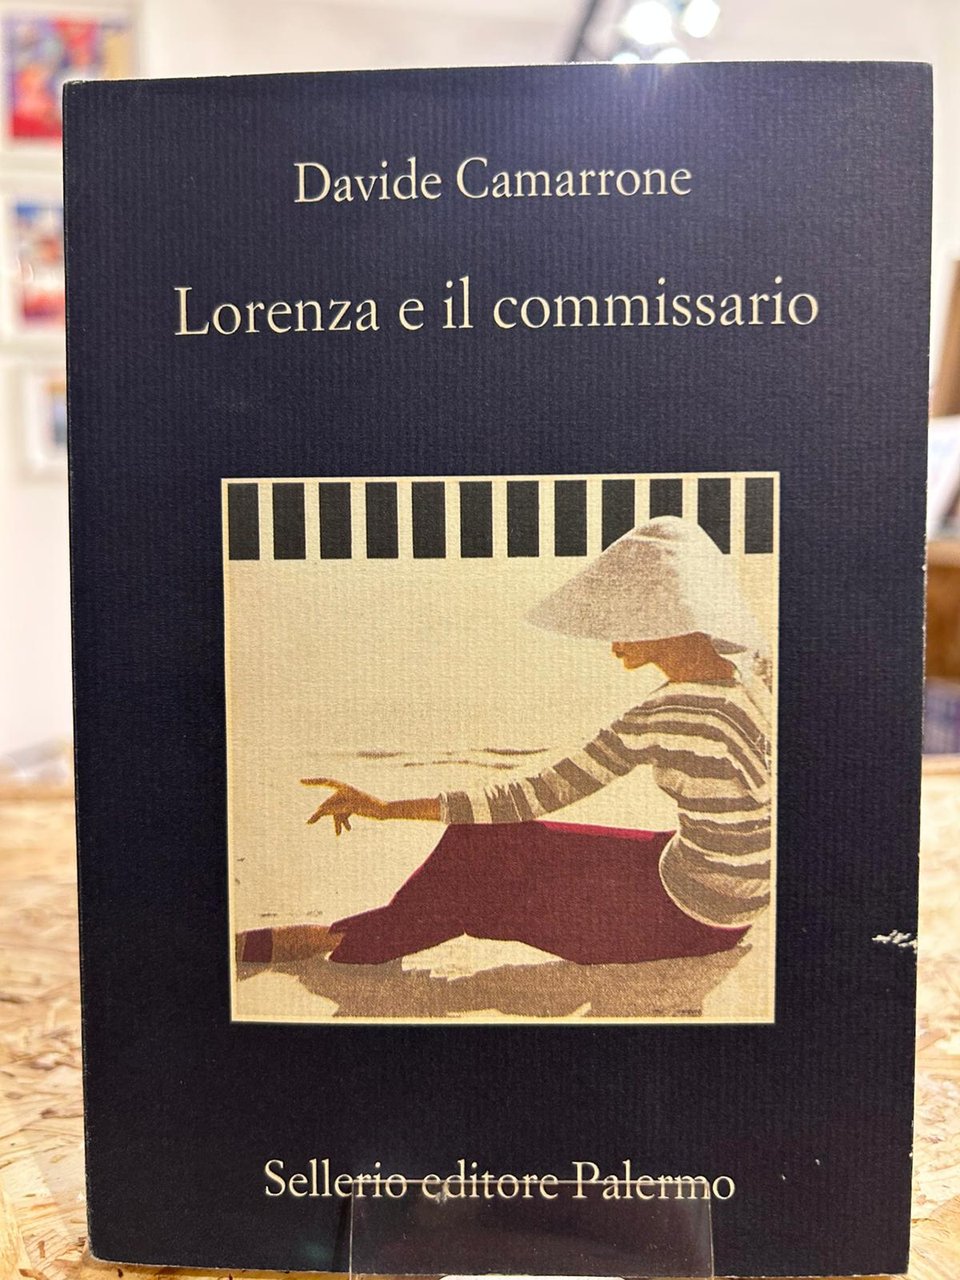 Davide Camarrone
Lorenza e il commissario
Sellerio editore Palermo